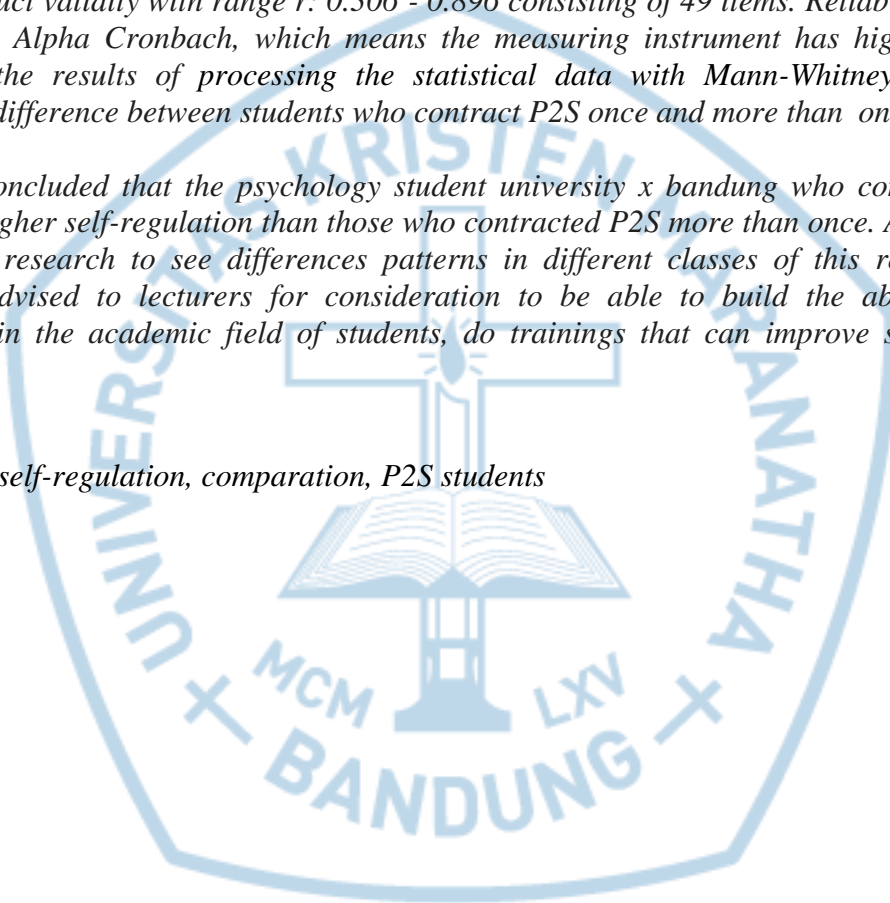 validity with range r: 0.306 - 0.896 consisting of 49 items. Reliab
Alpha Cronbach, which means the measuring instrument has hig
the results of processing the statistical data with Mann-Whitney
difference between students who contract P2S once and more than on
oncluded that the psychology student university x bandung who co
gher self-regulation than those who contracted P2S more than once. A
research to see differences patterns in different classes of this r
dvised to lecturers for consideration to be able to build the ab
in the academic field of students, do trainings that can improve s
self-regulation, comparation, P2S students
UNIVERSITAS KRISTEN MARANATHA
MCM LXV
BANDUNG